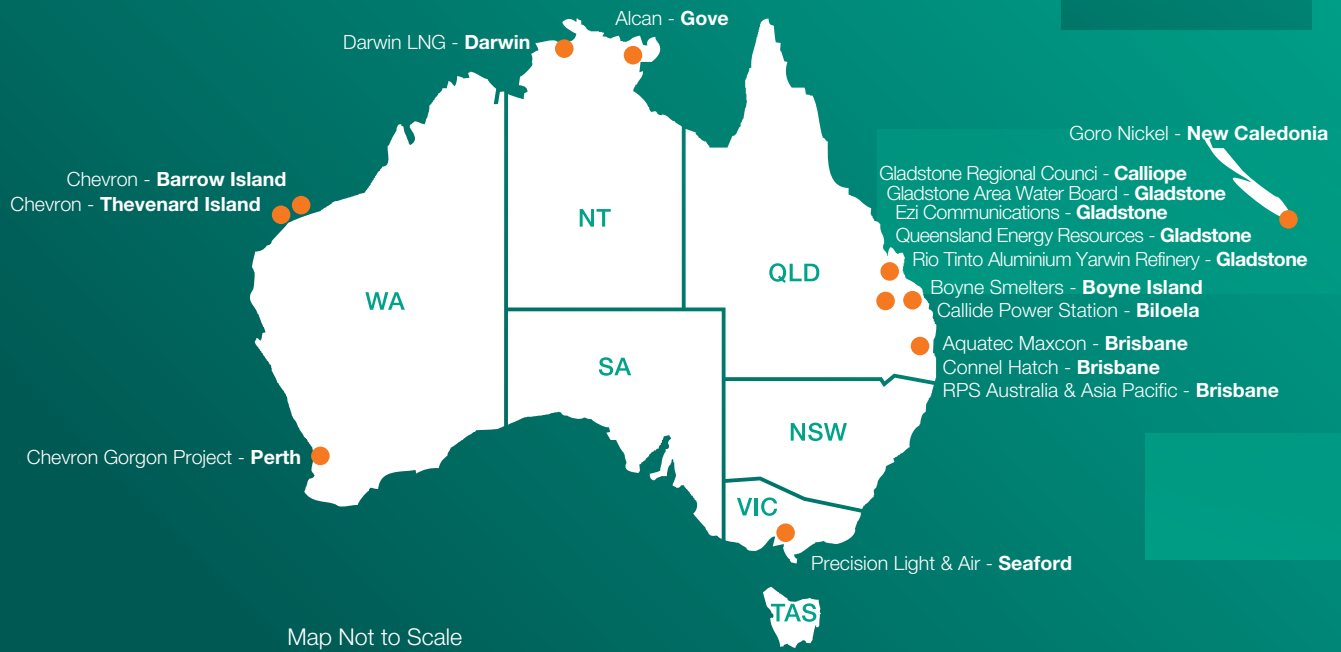 Alcan - Gove
Darwin LNG - Darwin
Goro Nickel - New Caledonia
Chevron - Barrow Island
Chevron - Thevenard Island
Gladstone Regional Counci - Calliope
Gladstone Area Water Board - Gladstone
Ezi Communications - Gladstone
Queensland Energy Resources - Gladstone
Rio Tinto Aluminium Yarwin Refinery - Gladstone
Boyne Smelters - Boyne Island
Callide Power Station - Biloela
Aquatec Maxcon - Brisbane
Connel Hatch - Brisbane
RPS Australia & Asia Pacific - Brisbane
NT
QLD
WA
SA
NSW
Chevron Gorgon Project - Perth
VIC
Precision Light & Air - Seaford
TAS
Map Not to Scale